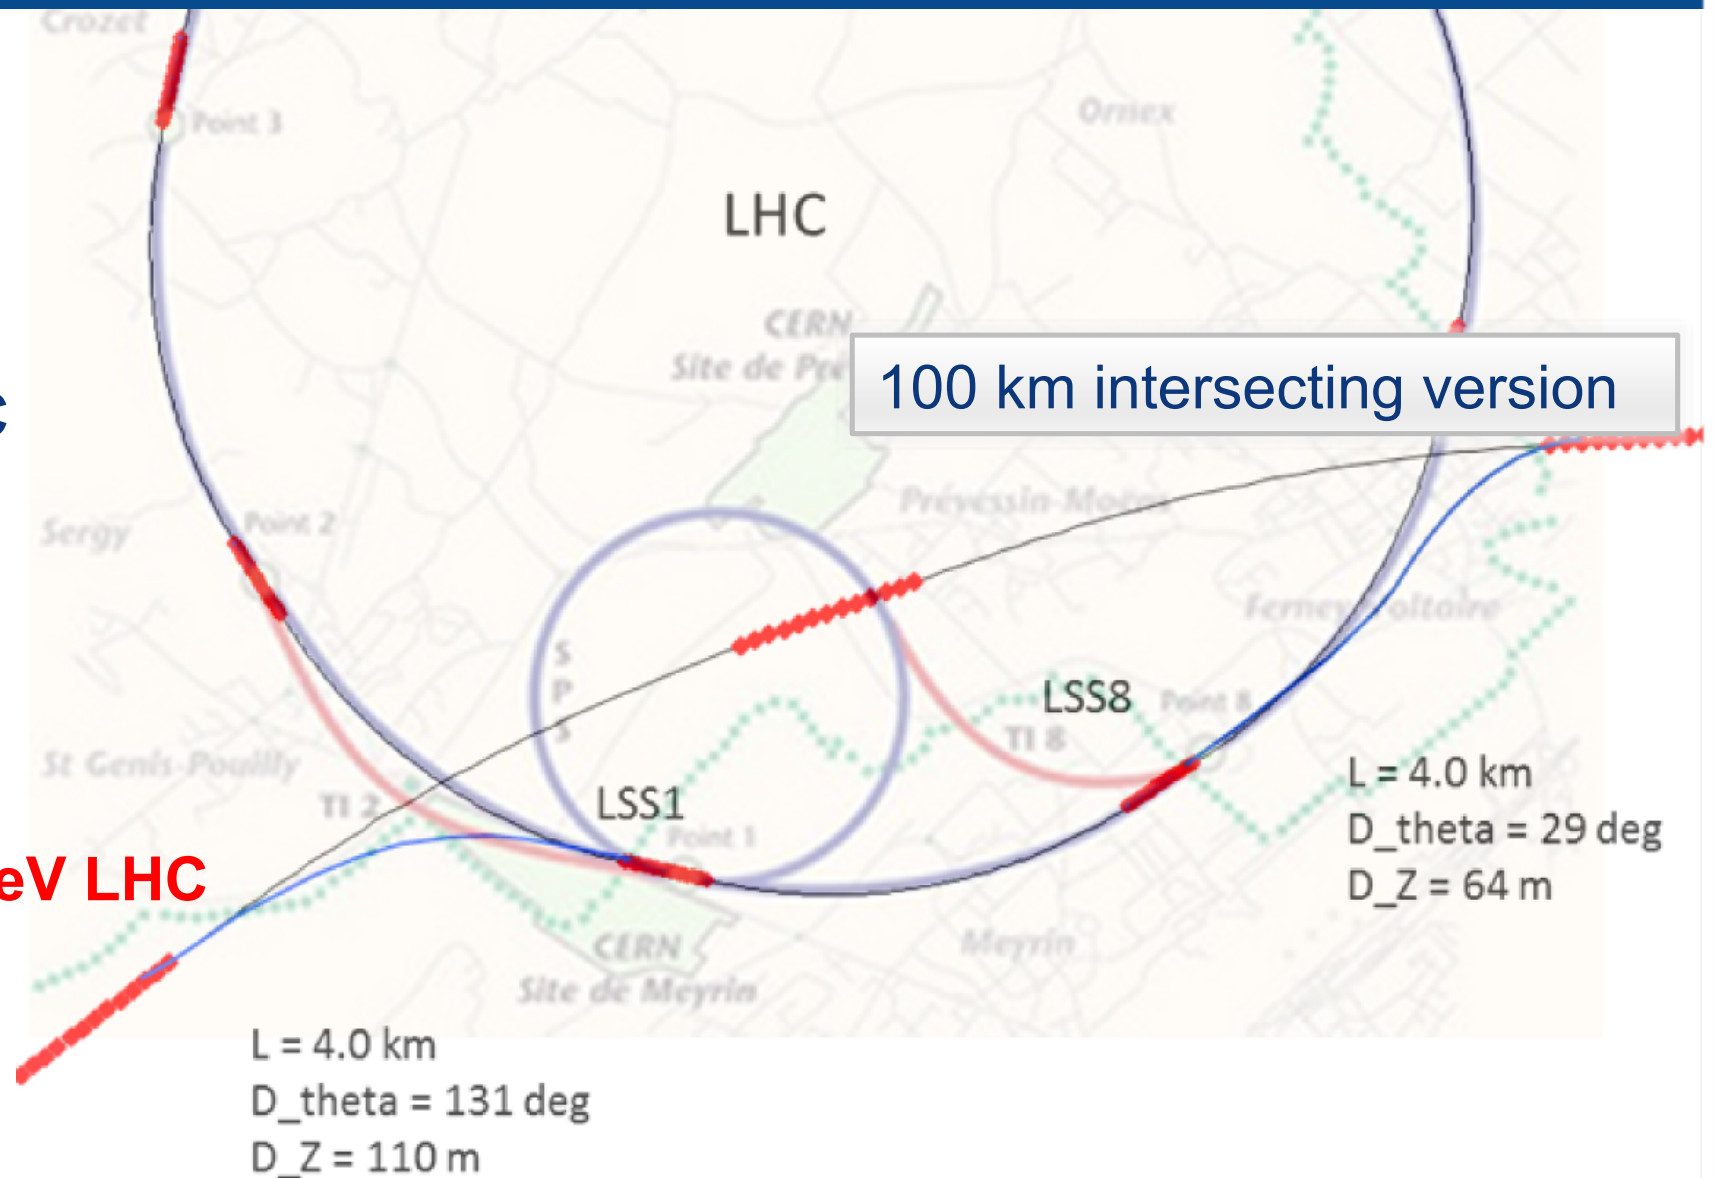 Crozet
Point 3
Ornex
LHC
CERN
Site de Pré
100 km intersecting version
C
Sergy
Point 2
Prévessin-Moëns
Ferney Voltaire
S
P
S
LSS8
Point 8
TI 8
St Genis-Pouilly
TI 2
LSS1
Point 1
L = 4.0 km
D_theta = 29 deg
D_Z = 64 m
eV LHC
CERN
Site de Meyrin
Meyrin
L = 4.0 km
D_theta = 131 deg
D_Z = 110 m